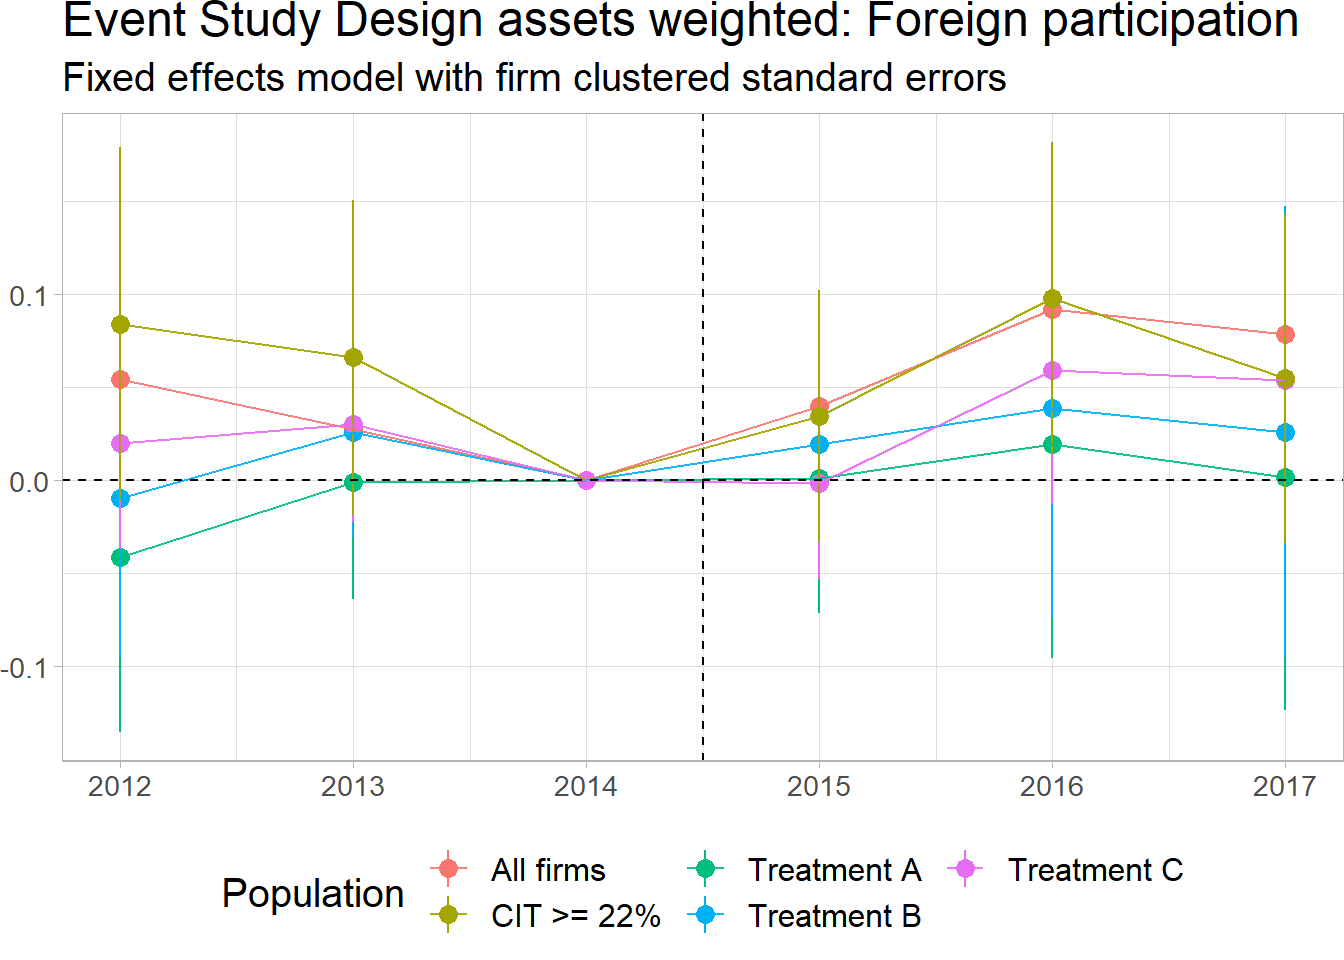 Event Study Design assets weighted: Foreign participation
Fixed effects model with firm clustered standard errors
0.1
0.0
-0.1
2012 2013 2014 2015 2016 2017
Population
All firms Treatment A Treatment C
CIT >= 22% Treatment B